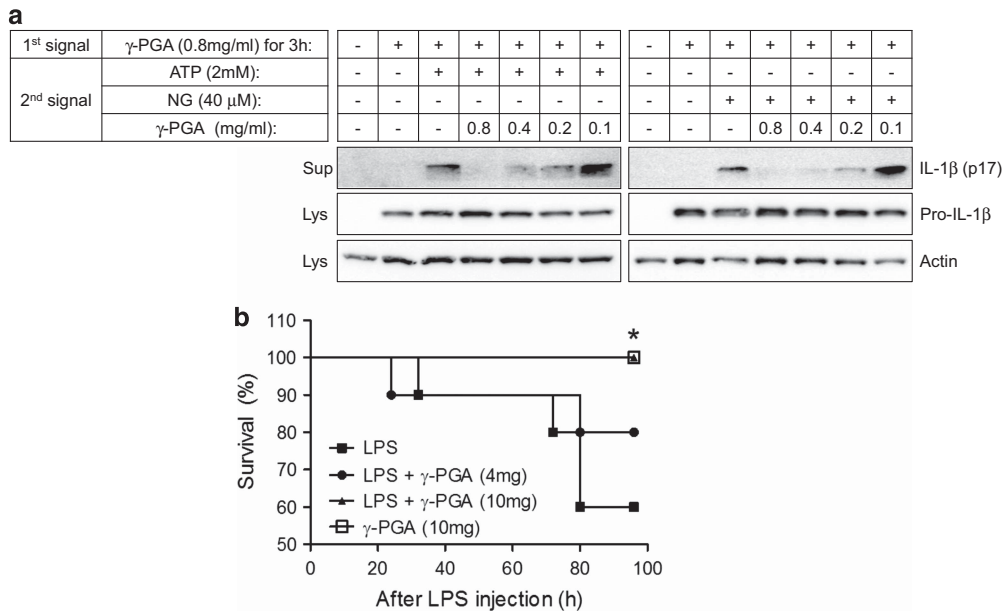 a
1st signal γ-PGA (0.8mg/ml) for 3h: - + + + + + + - + + + + + +
2nd signal
ATP (2mM): - - + + + + + - - - - - - -
NG (40 μM): - - - - - - - - - + + + + +
γ-PGA (mg/ml): - - - 0.8 0.4 0.2 0.1 - - - 0.8 0.4 0.2 0.1
Sup IL-1β (p17)
Lys Pro-IL-1β
Lys Actin
b
*
110
100
90
80
70
60
50
Survival (%)
LPS
LPS + γ-PGA (4mg)
LPS + γ-PGA (10mg)
γ-PGA (10mg)
0 20 40 60 80 100
After LPS injection (h)